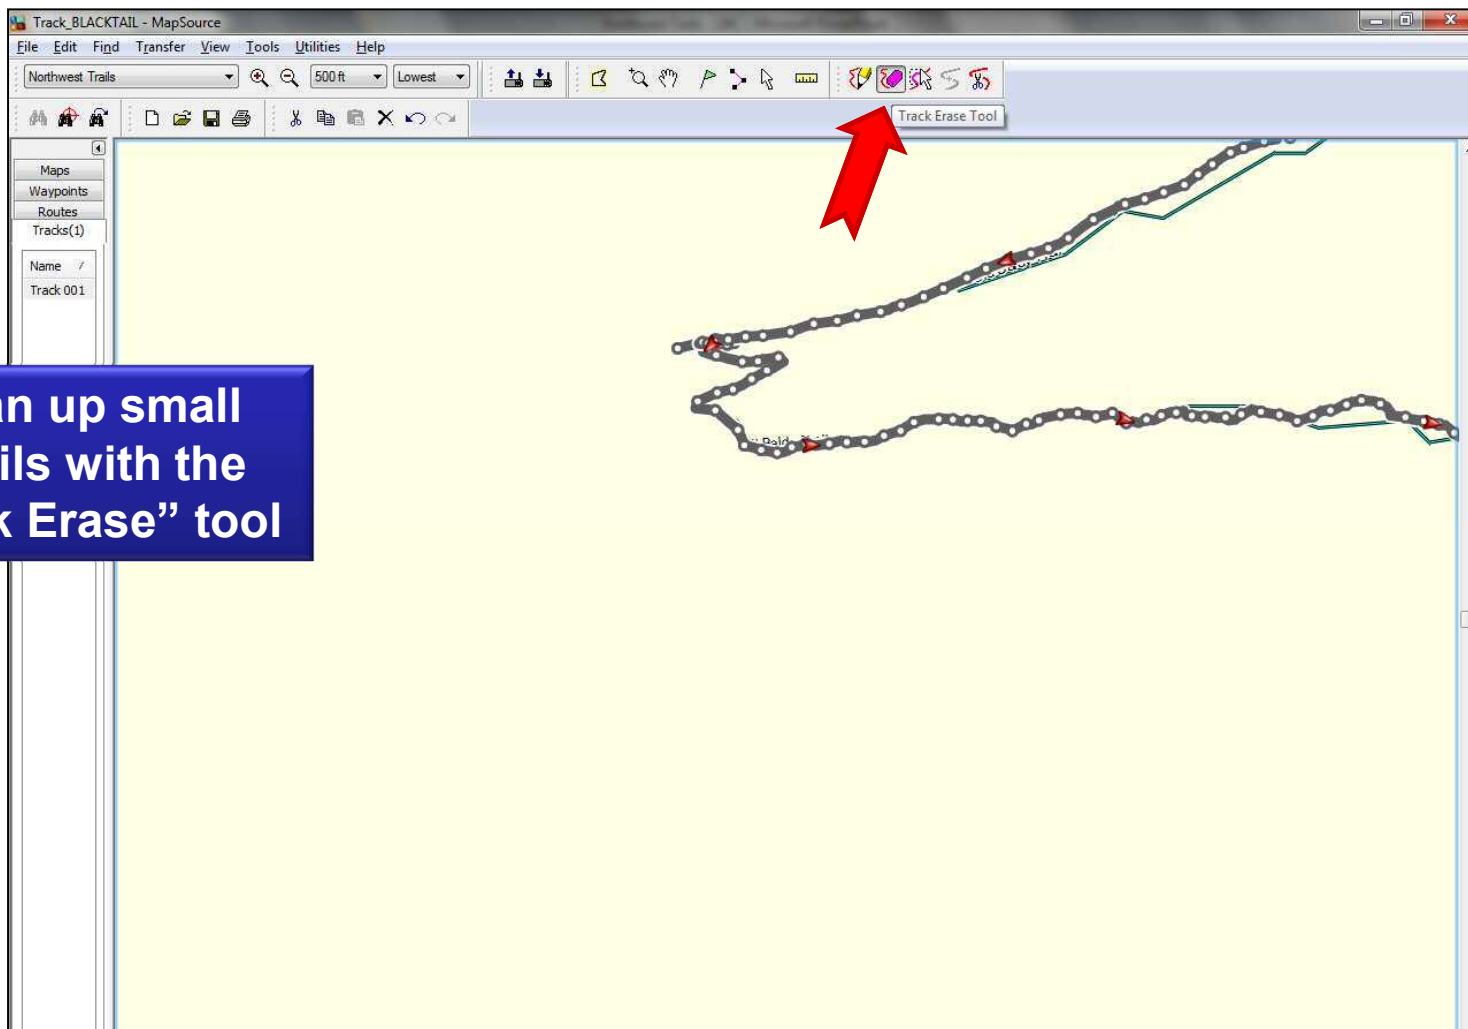 Track_BLACKTAIL - MapSource
File Edit Find Transfer View Tools Utilities Help
Northwest Trails 500 ft Lowest
Track Erase Tool
Maps
Waypoints
Routes
Tracks(1)
Name
Track 001
an up small
ils with the
k Erase” tool